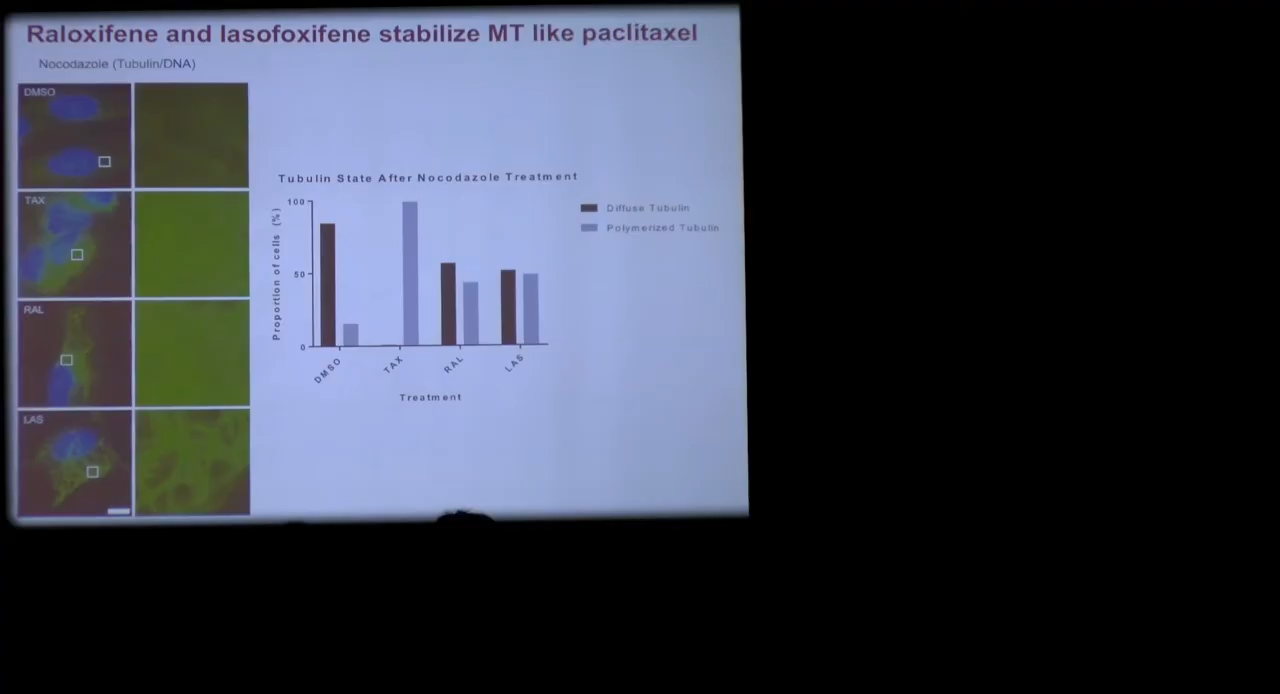 Raloxifene and lasofoxifene stabilize MT like paclitaxel
Nocodazole (Tubulin/DNA)
DMSO
TAX
RAL
LAS
Tubulin State After Nocodazole Treatment
Proportion of cells (%)
100
50
0
DMSO
TAX
RAL
LAS
Treatment
Diffuse Tubulin
Polymerized Tubulin